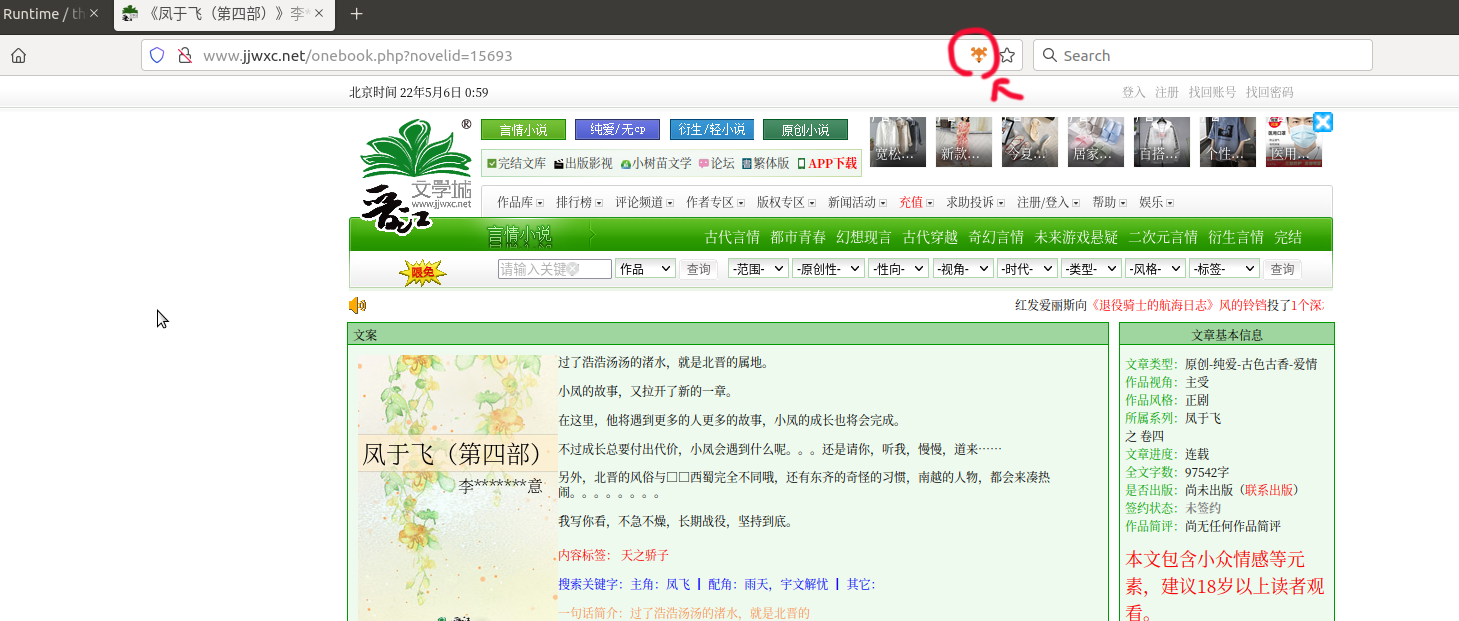 Runtime / th
《凤于飞（第四部）》李*
www.jjwxc.net/onebook.php?novelid=15693
Search
北京时间 22年5月6日 0:59
登入 注册 找回账号 找回密码
言情小说 纯爱/无cp 衍生/轻小说 原创小说
宽松... 新款... 今夏... 居家... 百搭... 个性... 医用...
完结文库 出版影视 小树苗文学 论坛 繁体版 APP下载
®
文學城
www.jjwxc.net
晋江
作品库 排行榜 评论频道 作者专区 版权专区 新闻活动 充值 求助投诉 注册/登入 帮助 娱乐
言情小说
古代言情 都市青春 幻想现言 古代穿越 奇幻言情 未来游戏悬疑 二次元言情 衍生言情 完结
限免
请输入关键 作品 查询 -范围- -原创性- -性向- -视角- -时代- -类型- -风格- -标签- 查询
红发爱丽斯向《退役骑士的航海日志》风的铃铛投了1个深
文案
凤于飞（第四部）
李*******意
过了浩浩汤汤的渚水，就是北晋的属地。
小凤的故事，又拉开了新的一章。
在这里，他将遇到更多的人更多的故事，小凤的成长也将会完成。
不过成长总要付出代价，小凤会遇到什么呢。。。还是请你，听我，慢慢，道来……
另外，北晋的风俗与□□西蜀完全不同哦，还有东齐的奇怪的习惯，南越的人物，都会来凑热
闹。。。。。。。。
我写你看，不急不燥，长期战役，坚持到底。
内容标签： 天之骄子
搜索关键字：主角：凤飞 ┃ 配角：雨天，宇文解忧 ┃ 其它：
一句话简介：过了浩浩汤汤的渚水，就是北晋的
文章基本信息
文章类型：原创-纯爱-古色古香-爱情
作品视角：主受
作品风格：正剧
所属系列：凤于飞
之 卷四
文章进度：连载
全文字数：97542字
是否出版：尚未出版（联系出版）
签约状态：未签约
作品简评：尚无任何作品简评
本文包含小众情感等元
素，建议18岁以上读者观
看。